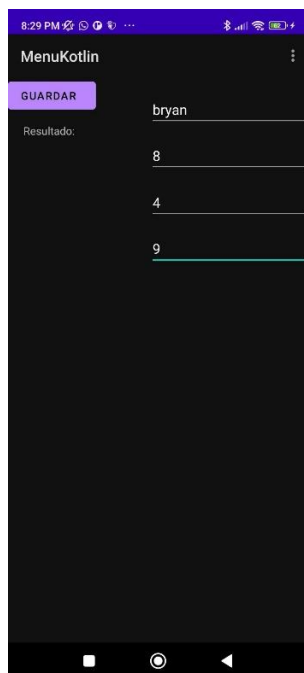 8:29 PM
MenuKotlin
GUARDAR
Resultado:
bryan
8
4
9